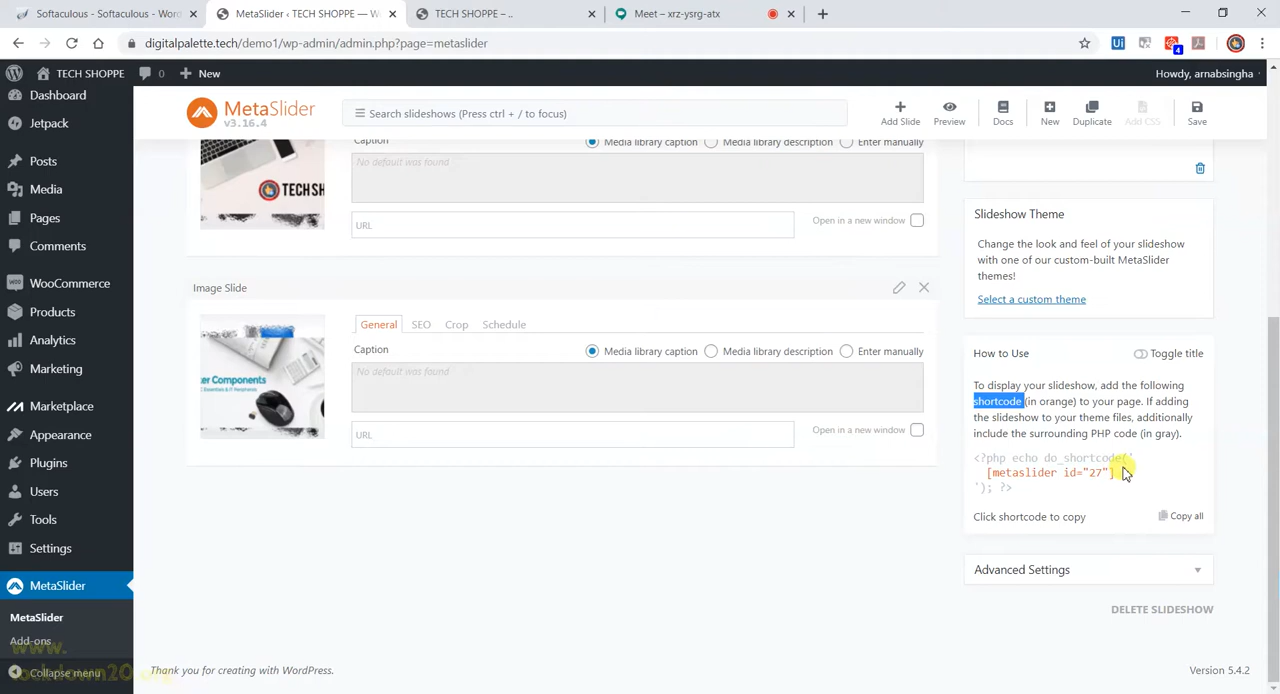 Softaculous - Softaculous - Word
MetaSlider ‹ TECH SHOPPE — W
TECH SHOPPE – ..
Meet – xrz-ysrg-atx
digitalpalette.tech/demo1/wp-admin/admin.php?page=metaslider
4
TECH SHOPPE
0
New
Howdy, arnabsingha
Dashboard
Jetpack
Posts
Media
Pages
Comments
WooCommerce
Products
Analytics
Marketing
Marketplace
Appearance
Plugins
Users
Tools
Settings
MetaSlider
MetaSlider
Add-ons
Collapse menu
MetaSlider
v3.16.4
Search slideshows (Press ctrl + / to focus)
Add Slide
Preview
Docs
New
Duplicate
Add CSS
Save
Caption
Media library caption
Media library description
Enter manually
No default was found
TECH SHO
URL
Open in a new window
Image Slide
General
SEO
Crop
Schedule
Caption
Media library caption
Media library description
Enter manually
No default was found
ter Components
Essentials & IT Peripherals
URL
Open in a new window
Slideshow Theme
Change the look and feel of your slideshow
with one of our custom-built MetaSlider
themes!
Select a custom theme
How to Use
Toggle title
To display your slideshow, add the following
shortcode (in orange) to your page. If adding
the slideshow to your theme files, additionally
include the surrounding PHP code (in gray).
<?php echo do_shortcode('
[metaslider id="27"]
'); ?>
Click shortcode to copy
Copy all
Advanced Settings
DELETE SLIDESHOW
Thank you for creating with WordPress.
Version 5.4.2
www.